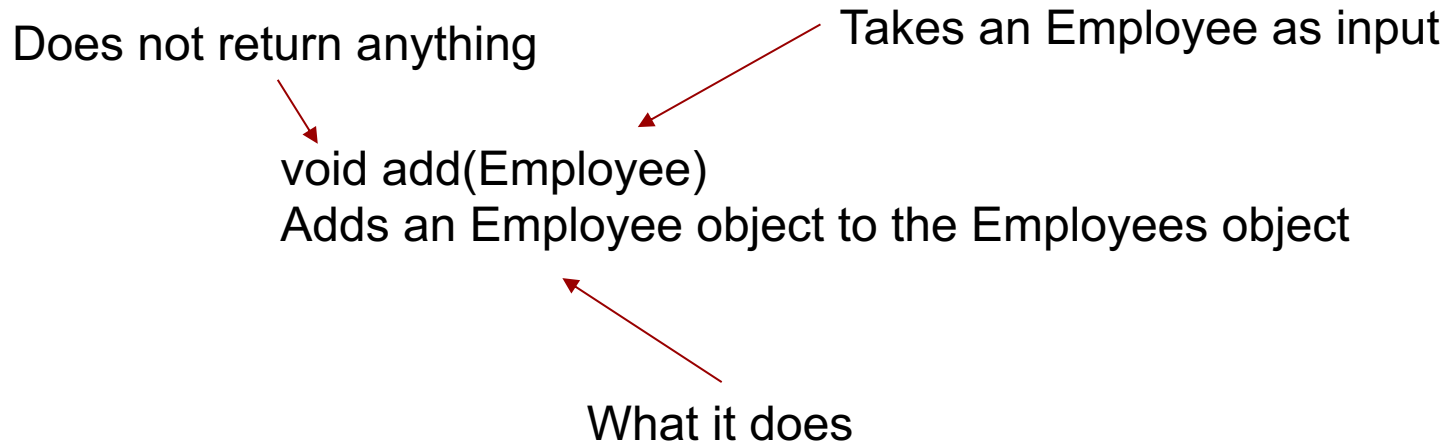 Does not return anything
Takes an Employee as input
void add(Employee)
Adds an Employee object to the Employees object
What it does